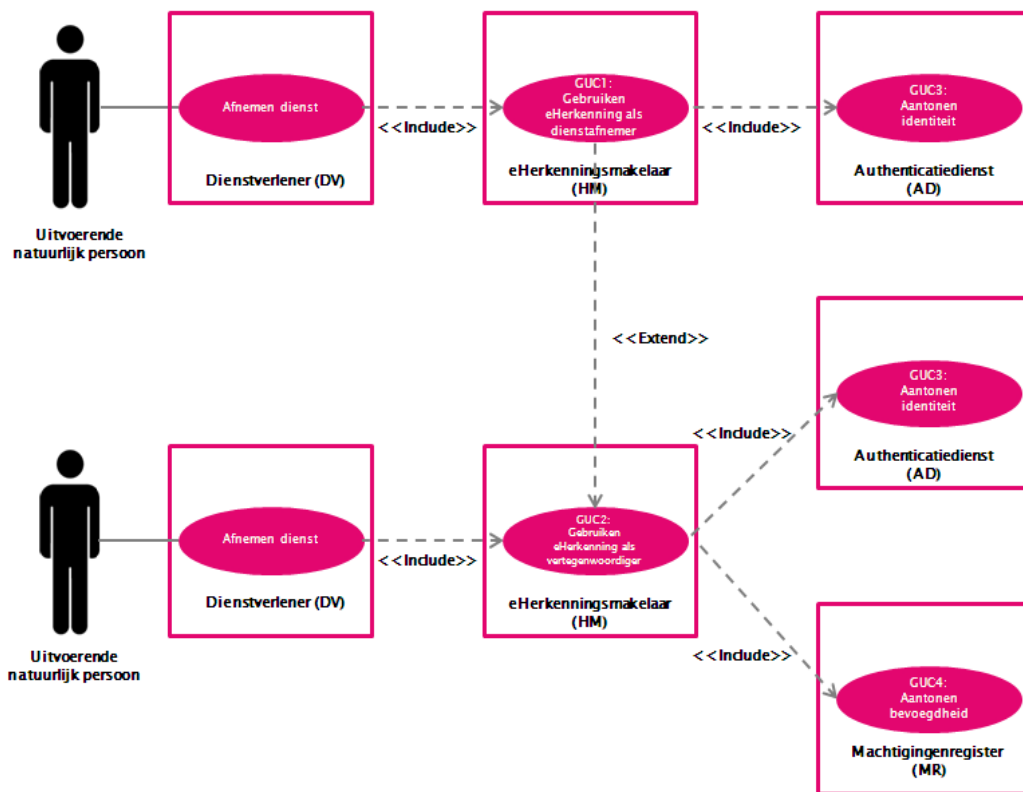 Afnemen dienst
<<Include>>
Dienstverlener (DV)
GUC1:
Gebruiken
eHerkenning als
dienstafnemer
eHerkenningsmakelaar
(HM)
<<Include>>
GUC3:
Aantonen
identiteit
Authenticatiedienst
(AD)
Uitvoerende
natuurlijk persoon
<<Extend>>
GUC3:
Aantonen
identiteit
Authenticatiedienst
(AD)
<<Include>>
Afnemen dienst
<<Include>>
Dienstverlener (DV)
GUC2:
Gebruiken
eHerkenning als
vertegenwoordiger
eHerkenningsmakelaar
(HM)
Uitvoerende
natuurlijk persoon
<<Include>>
GUC4:
Aantonen
bevoegdheid
Machtigingenregister
(MR)